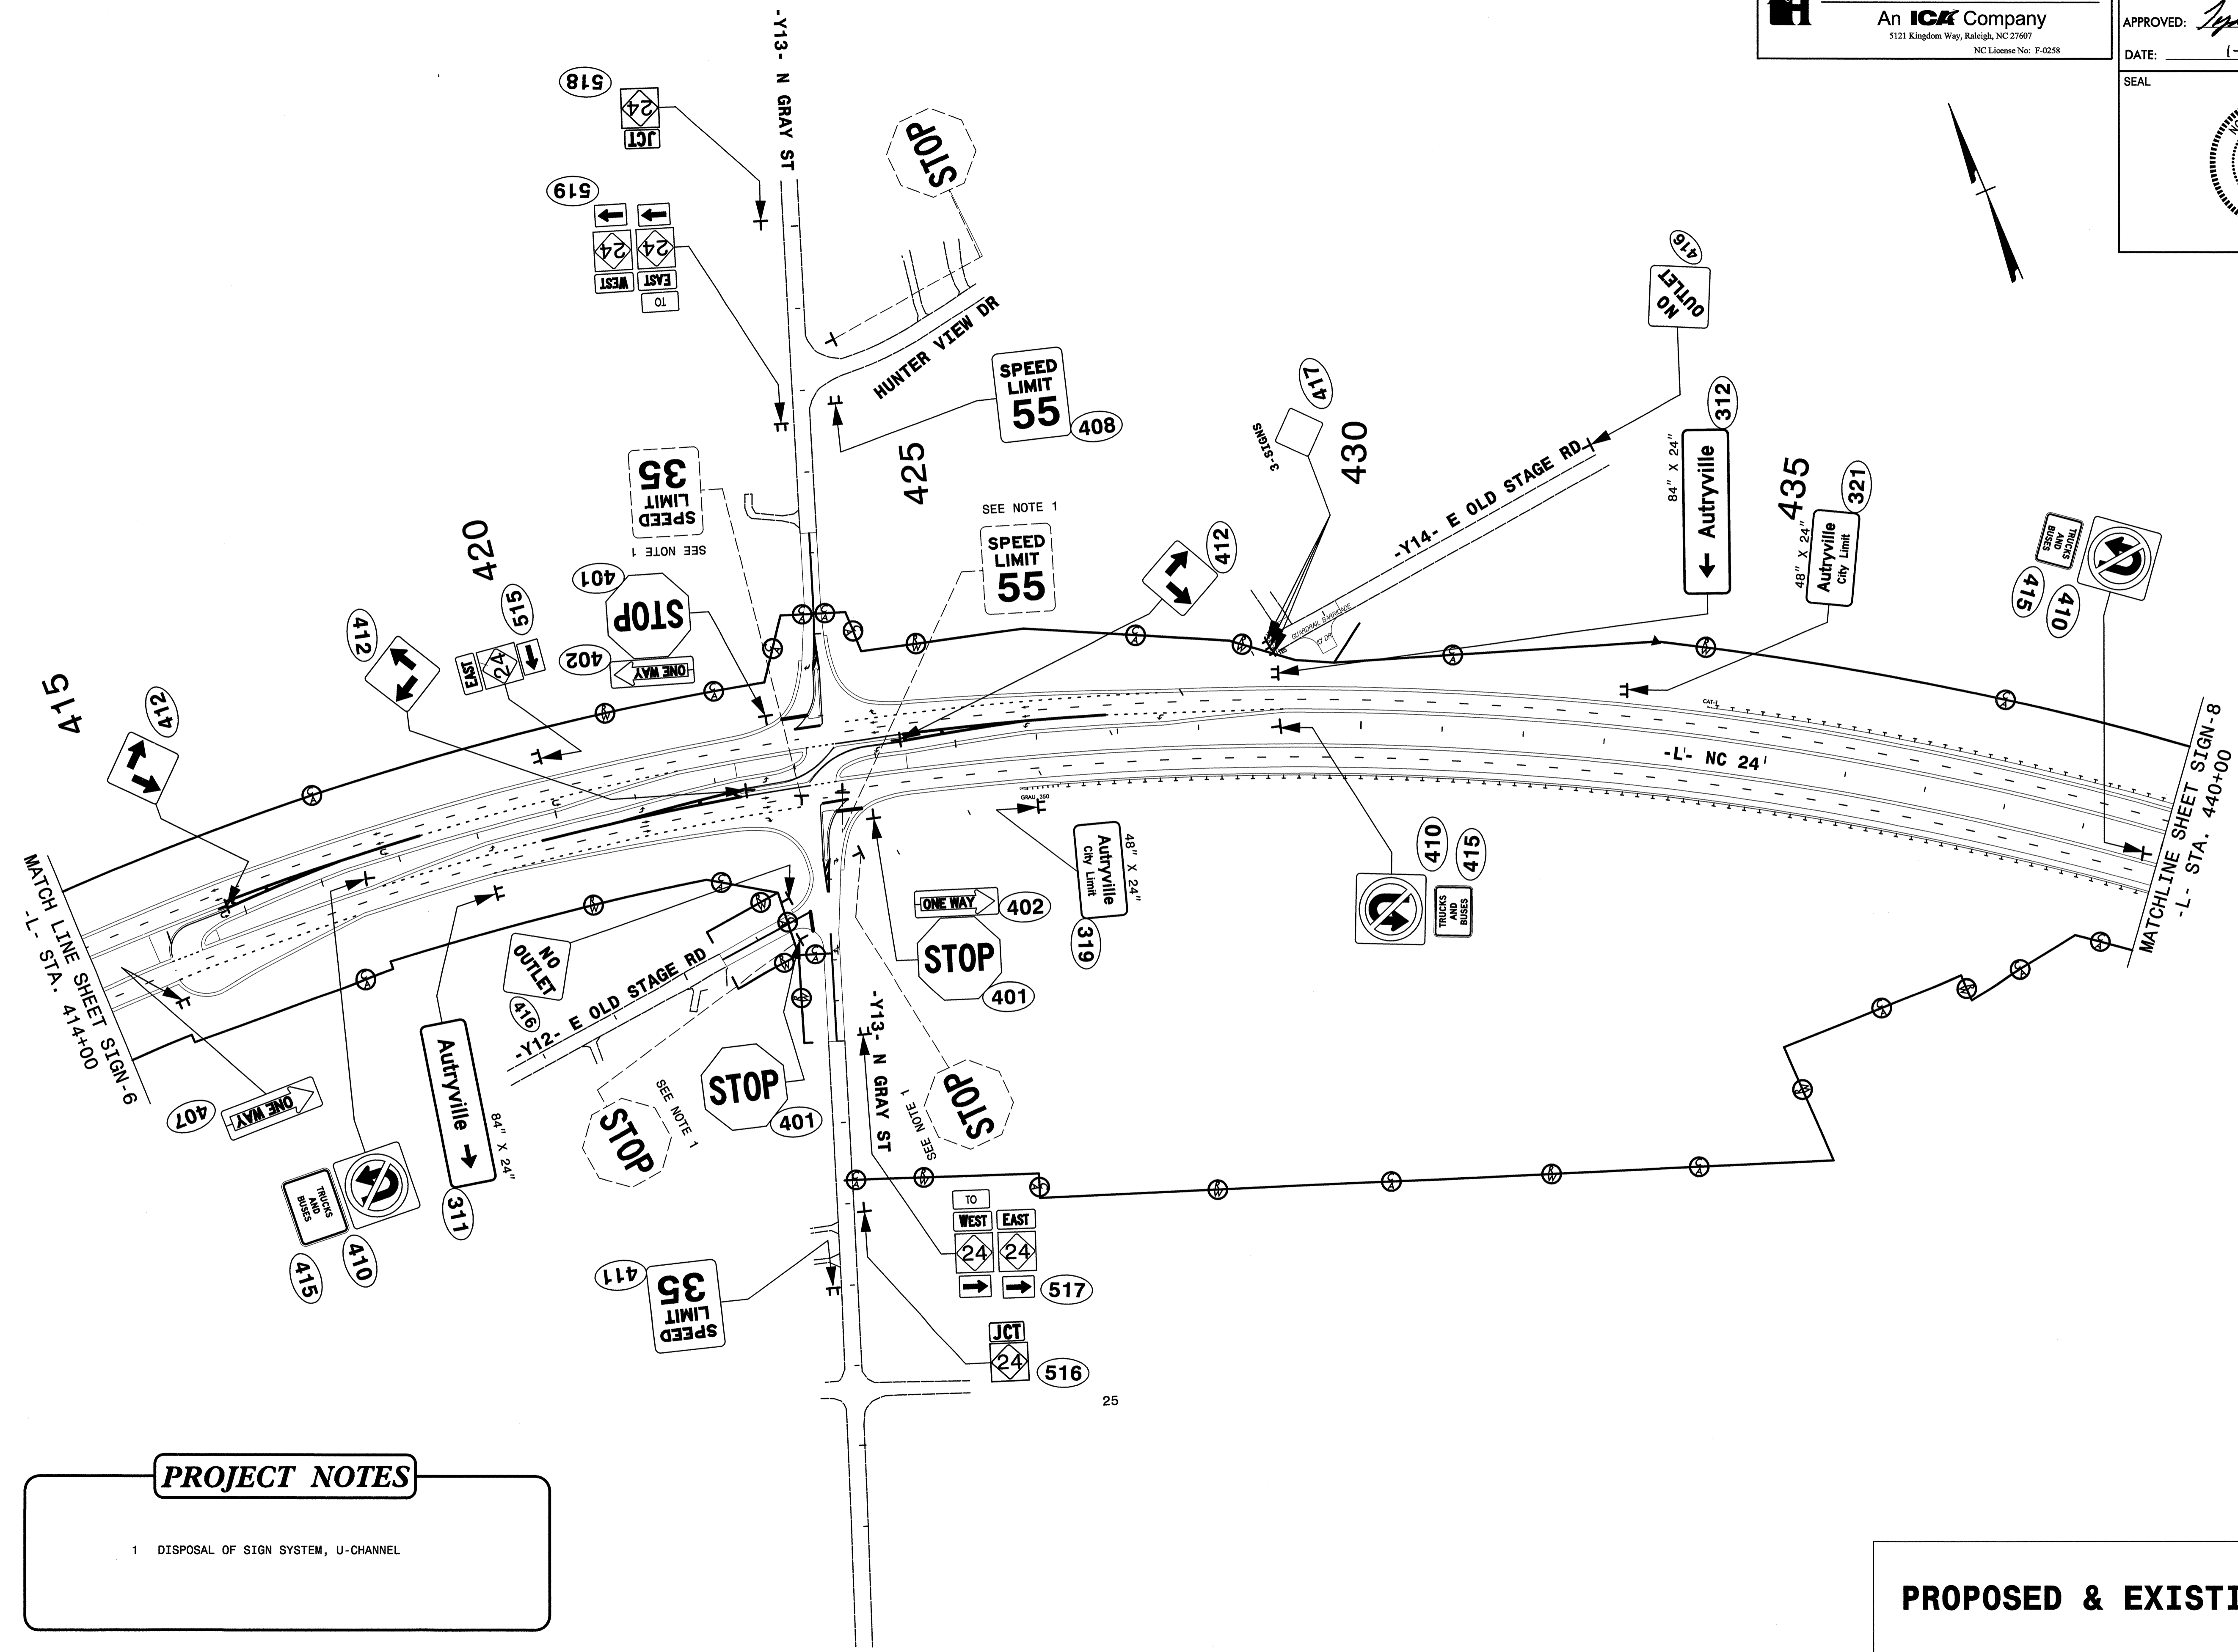 An ICA Company
5121 Kingdom Way, Raleigh, NC 27607
NC License No: F-0258
APPROVED:
DATE:
SEAL
-Y13- N GRAY ST
518
24
JCT
519
24
24
WEST
EAST
TO
STOP
HUNTER VIEW DR
SPEED
LIMIT
55
408
416
NO
OUTLET
417
3-SIGNS
430
-Y14- E OLD STAGE RD
GUARDRAIL BARRICADE
312
84" X 24"
Autryville
435
321
48" X 24"
Autryville
City Limit
TRUCKS
AND
BUSES
415
410
425
SPEED
LIMIT
35
SEE NOTE 1
SEE NOTE 1
SPEED
LIMIT
55
412
420
515
EAST
24
401
STOP
402
ONE WAY
412
415
412
CAT-1
-L- NC 24
MATCHLINE SHEET SIGN-8
-L- STA. 440+00
GRAU 350
MATCH LINE SHEET SIGN-6
-L- STA. 414+00
407
ONE WAY
TRUCKS
AND
BUSES
415
410
Autryville
84" X 24"
311
NO
OUTLET
416
-Y12- E OLD STAGE RD
STOP
SEE NOTE 1
STOP
401
ONE WAY
402
STOP
401
Autryville
City Limit
48" X 24"
319
410
415
TRUCKS
AND
BUSES
-Y13- N GRAY ST
SEE NOTE 1
STOP
TO
WEST
EAST
24
24
517
411
SPEED
LIMIT
35
JCT
24
516
25
PROJECT NOTES
1 DISPOSAL OF SIGN SYSTEM, U-CHANNEL
PROPOSED & EXISTI